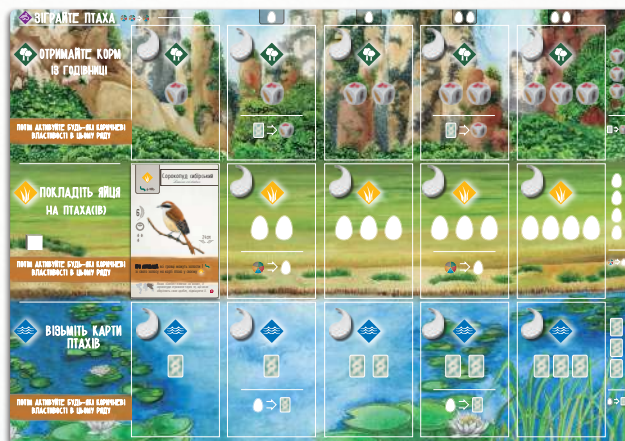 ЗІГРАЙТЕ ПТАХА
ОТРИМАЙТЕ КОРМ
ІЗ ГОДІВНИЦІ
ПОТІМ АКТИВУЙТЕ БУДЬ-ЯКІ КОРИЧНЕВІ
ВЛАСТИВОСТІ В ЦЬОМУ РЯДУ
ПОКЛАДІТЬ ЯЙЦЯ
НА ПТАХА(ІВ)
ПОТІМ АКТИВУЙТЕ БУДЬ-ЯКІ КОРИЧНЕВІ
ВЛАСТИВОСТІ В ЦЬОМУ РЯДУ
Сорокопуд сибірський
6
ВІЗЬМІТЬ КАРТИ
ПТАХІВ
ПОТІМ АКТИВУЙТЕ БУДЬ-ЯКІ КОРИЧНЕВІ
ВЛАСТИВОСТІ В ЦЬОМУ РЯДУ